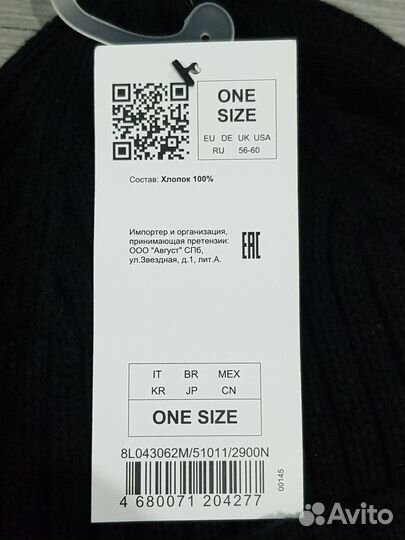 ONE
SIZE
EU DE UK USA
RU 56-60
Состав: Хлопок 100%
Импортер и организация,
принимающая претензии:
ООО "Август" СПб,
ул.Звездная, д.1, лит.А.
EAC
IT BR MEX
KR JP CN
ONE SIZE
8L043062M/51011/2900N
4 680071 204277
00145
Avito